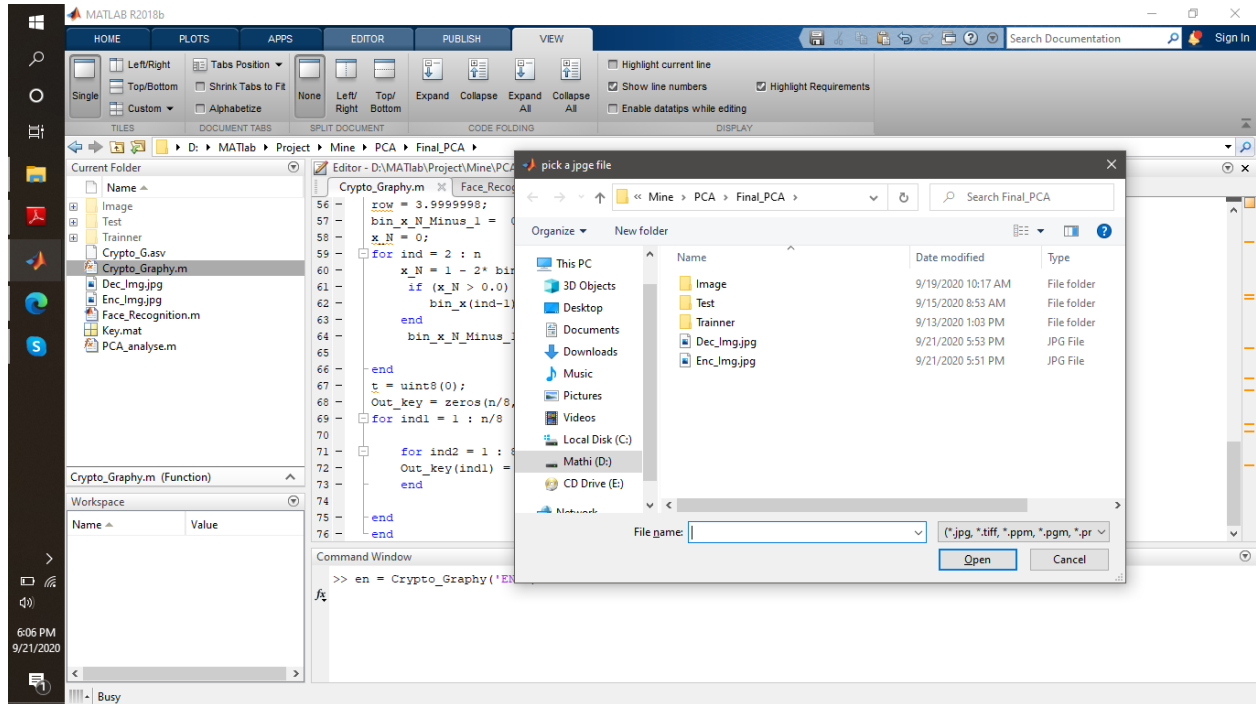 MATLAB R2018b
HOME PLOTS APPS EDITOR PUBLISH VIEW Search Documentation Sign In
Single Left/Right Top/Bottom Custom Tabs Position Shrink Tabs to Fit Alphabetize None Left/Right Top/Bottom Expand Collapse Expand All Collapse All Highlight current line Show line numbers Enable datatips while editing Highlight Requirements
TILES DOCUMENT TABS SPLIT DOCUMENT CODE FOLDING DISPLAY
D: MATlab Project Mine PCA Final_PCA
Current Folder
Name
Image
Test
Trainner
Crypto_G.asv
Crypto_Graphy.m
Dec_Img.jpg
Enc_Img.jpg
Face_Recognition.m
Key.mat
PCA_analyse.m
Crypto_Graphy.m (Function)
Workspace
Name Value
Editor - D:\MATlab\Project\Mine\PCA
Crypto_Graphy.m Face_Recog
56 row = 3.9999998;
57 bin_x_N_Minus_1 =
58 x_N = 0;
59 for ind = 2 : n
60 x_N = 1 - 2* bin
61 if (x_N > 0.0)
62 bin_x(ind-1)
63 end
64 bin_x_N_Minus_1
65
66 end
67 t = uint8(0);
68 Out_key = zeros(n/8,
69 for ind1 = 1 : n/8
70
71 for ind2 = 1 : 8
72 Out_key(ind1) =
73 end
74
75 end
76 end
Command Window
>> en = Crypto_Graphy('EN
fx
pick a jpge file
« Mine > PCA > Final_PCA >
Search Final_PCA
Organize New folder
This PC
3D Objects
Desktop
Documents
Downloads
Music
Pictures
Videos
Local Disk (C:)
Mathi (D:)
CD Drive (E:)
Network
Name Date modified Type
Image 9/19/2020 10:17 AM File folder
Test 9/15/2020 8:53 AM File folder
Trainner 9/13/2020 1:03 PM File folder
Dec_Img.jpg 9/21/2020 5:53 PM JPG File
Enc_Img.jpg 9/21/2020 5:51 PM JPG File
File name: (*.jpg, *.tiff, *.ppm, *.pgm, *.pr
Open Cancel
6:06 PM
9/21/2020
1
Busy